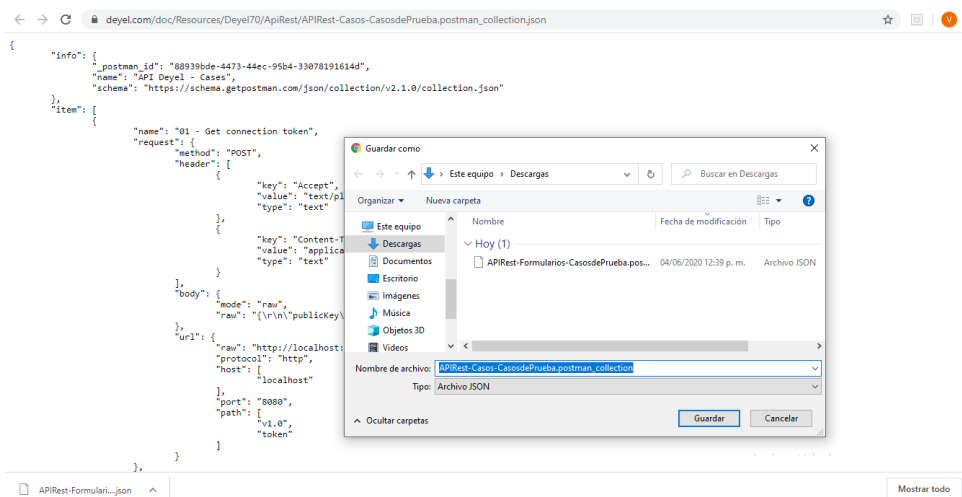 deyel.com/doc/Resources/Deyel70/ApiRest/APIRest-Casos-CasosdePrueba.postman_collection.json
V
{
"info": {
"_postman_id": "88939bde-4473-44ec-95b4-33078191614d",
"name": "API Deyel - Cases",
"schema": "https://schema.getpostman.com/json/collection/v2.1.0/collection.json"
},
"item": [
{
"name": "01 - Get connection token",
"request": {
"method": "POST",
"header": [
{
"key": "Accept",
"value": "text/pl
"type": "text"
},
{
"key": "Content-T
"value": "applica
"type": "text"
}
],
"body": {
"mode": "raw",
"raw": "{\r\n\"publicKey\
},
"url": {
"raw": "http://localhost:
"protocol": "http",
"host": [
"localhost"
],
"port": "8080",
"path": [
"v1.0",
"token"
]
}
},
Guardar como
Este equipo > Descargas
Buscar en Descargas
Organizar
Nueva carpeta
Este equipo
Descargas
Documentos
Escritorio
Imágenes
Música
Objetos 3D
Videos
Nombre
Fecha de modificación
Tipo
Hoy (1)
APIRest-Formularios-CasosdePrueba.pos... 04/06/2020 12:39 p. m. Archivo JSON
Nombre de archivo: APIRest-Casos-CasosdePrueba.postman_collection
Tipo: Archivo JSON
Ocultar carpetas
Guardar
Cancelar
APIRest-Formulari....json
Mostrar todo